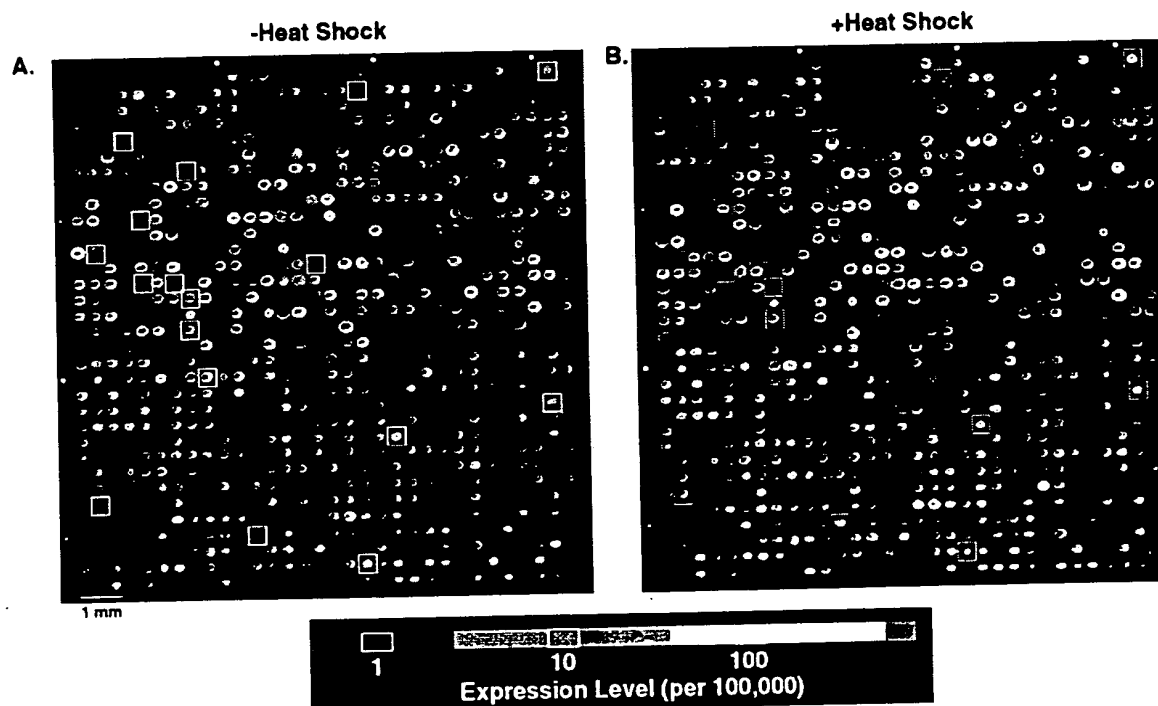 -Heat Shock
+Heat Shock
A.
B.
1 mm
1
10
100
Expression Level (per 100,000)